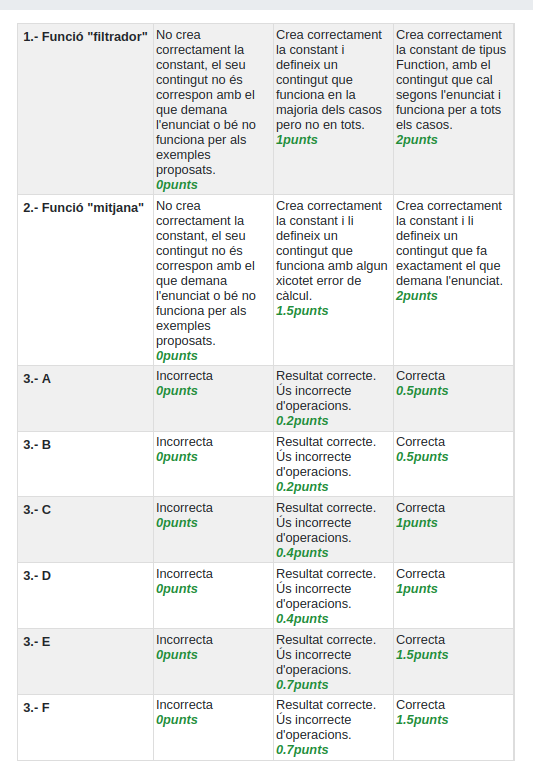 1.- Funció "filtrador"
No crea
correctament la
constant, el seu
contingut no és
correspon amb el
que demana
l'enunciat o bé no
funciona per als
exemples
proposats.
0punts
Crea correctament
la constant i
defineix un
contingut que
funciona en la
majoria dels casos
pero no en tots.
1punts
Crea correctament
la constant de tipus
Function, amb el
contingut que cal
segons l'enunciat i
funciona per a tots
els casos.
2punts
2.- Funció "mitjana"
No crea
correctament la
constant, el seu
contingut no és
correspon amb el
que demana
l'enunciat o bé no
funciona per als
exemples
proposats.
0punts
Crea correctament
la constant i li
defineix un
contingut que
funciona amb algun
xicotet error de
càlcul.
1.5punts
Crea correctament
la constant i li
defineix un
contingut que fa
exactament el que
demana l'enunciat.
2punts
3.- A
Incorrecta
0punts
Resultat correcte.
Ús incorrecte
d'operacions.
0.2punts
Correcta
0.5punts
3.- B
Incorrecta
0punts
Resultat correcte.
Ús incorrecte
d'operacions.
0.2punts
Correcta
0.5punts
3.- C
Incorrecta
0punts
Resultat correcte.
Ús incorrecte
d'operacions.
0.4punts
Correcta
1punts
3.- D
Incorrecta
0punts
Resultat correcte.
Ús incorrecte
d'operacions.
0.4punts
Correcta
1punts
3.- E
Incorrecta
0punts
Resultat correcte.
Ús incorrecte
d'operacions.
0.7punts
Correcta
1.5punts
3.- F
Incorrecta
0punts
Resultat correcte.
Ús incorrecte
d'operacions.
0.7punts
Correcta
1.5punts